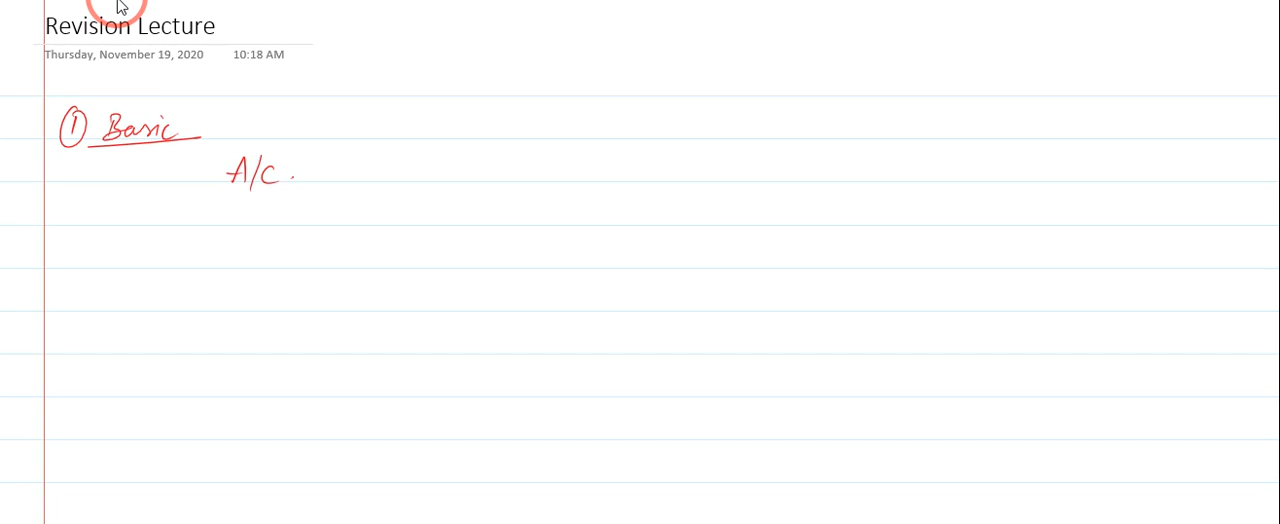 Revision Lecture
Thursday, November 19, 2020 10:18 AM
① Basic
A/C.